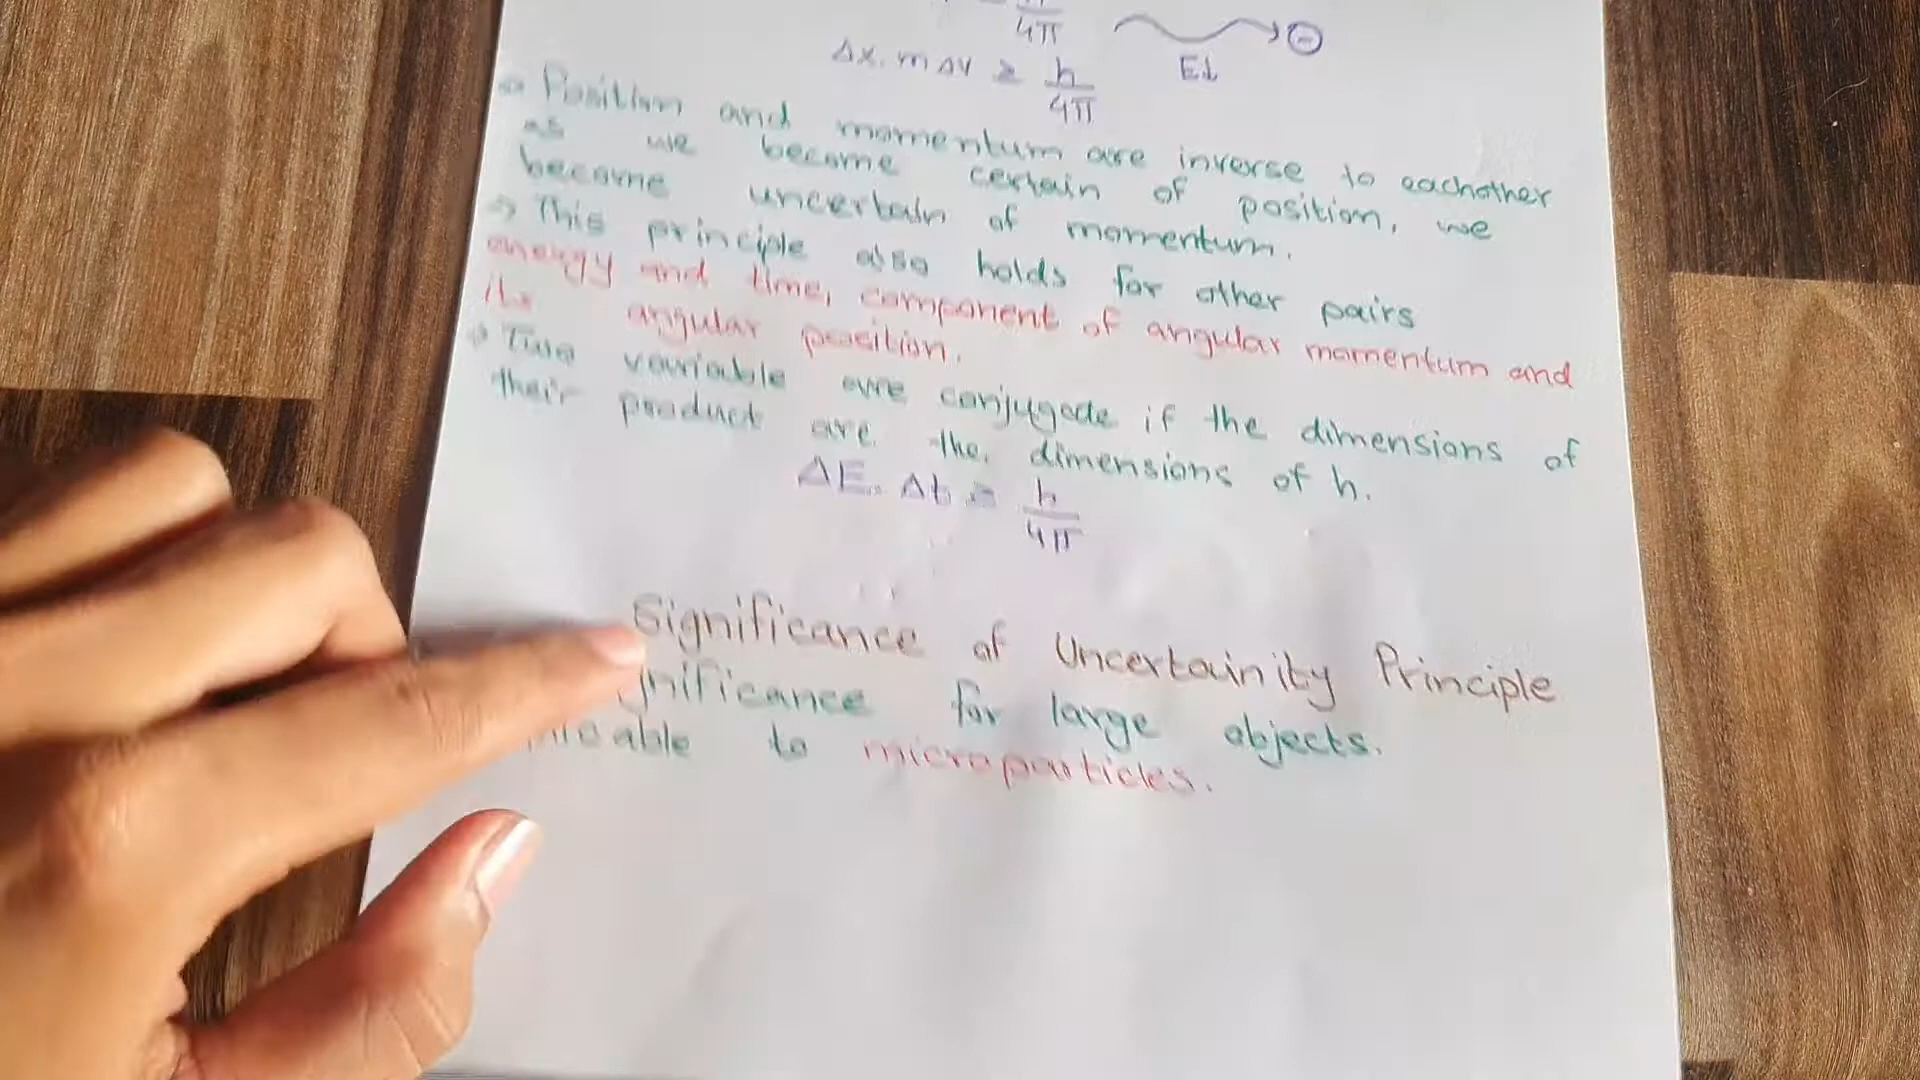 4π
Δx. m Δv ≥ h
4π
E↓
Position and momentum are inverse to eachother
as we become certain of position, we
become uncertain of momentum.
This principle also holds for other pairs
energy and time, component of angular momentum and
its angular position.
Two variable are conjugate if the dimensions of
their product are the dimensions of h.
ΔE. Δt = h
4π
Significance of Uncertainity Principle
for large objects.
to microparticles.